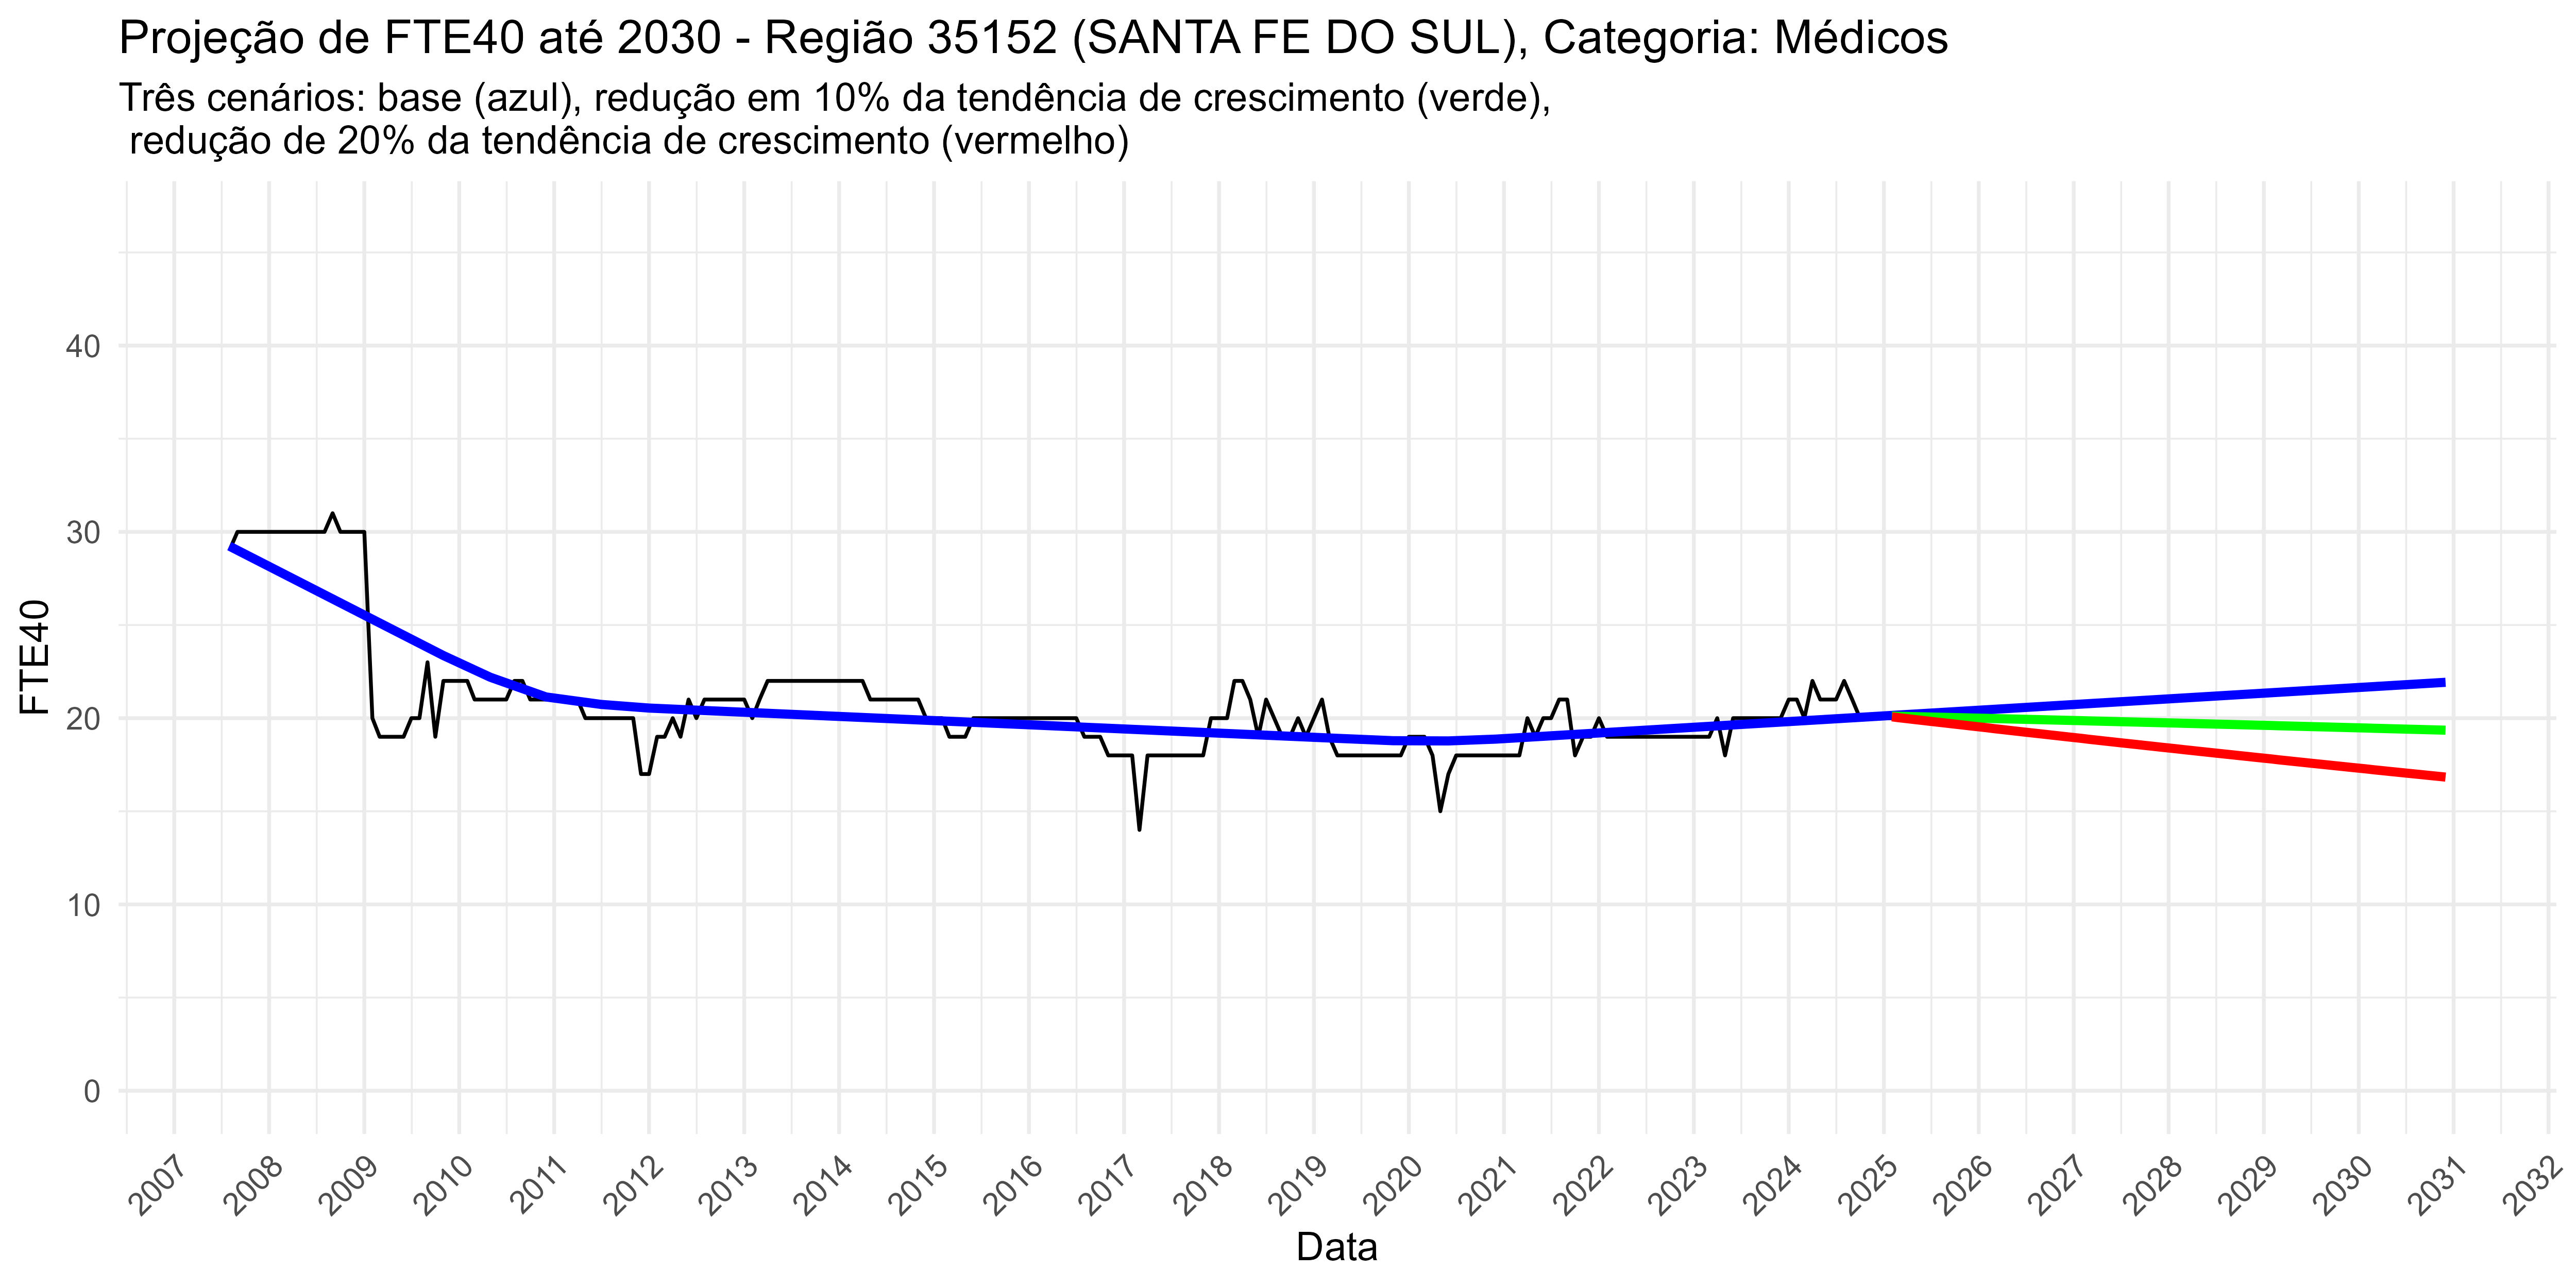 Projeção de FTE40 até 2030 - Região 35152 (SANTA FE DO SUL), Categoria: Médicos
Três cenários: base (azul), redução em 10% da tendência de crescimento (verde),
redução de 20% da tendência de crescimento (vermelho)
FTE40
40
30
20
10
0
2007 2008 2009 2010 2011 2012 2013 2014 2015 2016 2017 2018 2019 2020 2021 2022 2023 2024 2025 2026 2027 2028 2029 2030 2031 2032
Data